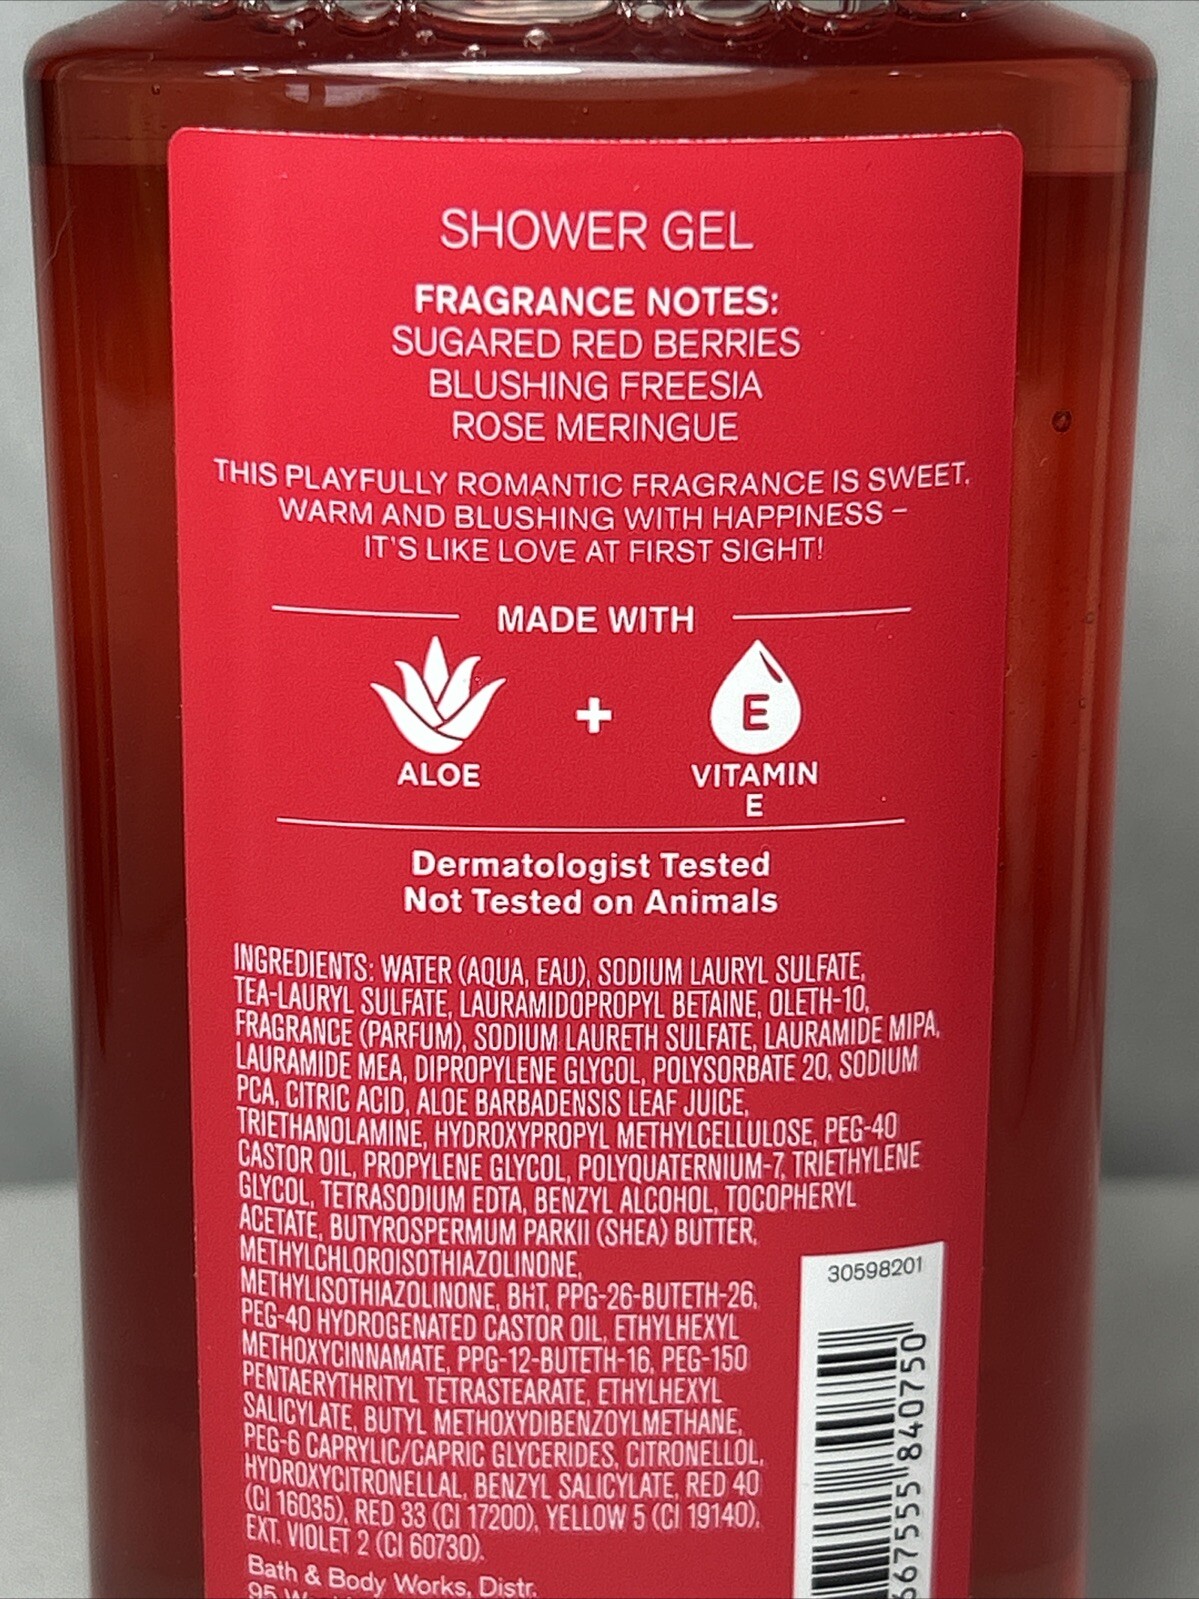 SHOWER GEL
FRAGRANCE NOTES:
SUGARED RED BERRIES
BLUSHING FREESIA
ROSE MERINGUE
THIS PLAYFULLY ROMANTIC FRAGRANCE IS SWEET,
WARM AND BLUSHING WITH HAPPINESS –
IT'S LIKE LOVE AT FIRST SIGHT!
MADE WITH
+
E
ALOE
VITAMIN
E
Dermatologist Tested
Not Tested on Animals
INGREDIENTS: WATER (AQUA, EAU), SODIUM LAURYL SULFATE,
TEA-LAURYL SULFATE, LAURAMIDOPROPYL BETAINE, OLETH-10,
FRAGRANCE (PARFUM), SODIUM LAURETH SULFATE, LAURAMIDE MIPA,
LAURAMIDE MEA, DIPROPYLENE GLYCOL, POLYSORBATE 20, SODIUM
PCA, CITRIC ACID, ALOE BARBADENSIS LEAF JUICE,
TRIETHANOLAMINE, HYDROXYPROPYL METHYLCELLULOSE, PEG-40
CASTOR OIL, PROPYLENE GLYCOL, POLYQUATERNIUM-7, TRIETHYLENE
GLYCOL, TETRASODIUM EDTA, BENZYL ALCOHOL, TOCOPHERYL
ACETATE, BUTYROSPERMUM PARKII (SHEA) BUTTER,
METHYLCHLOROISOTHIAZOLINONE,
METHYLISOTHIAZOLINONE, BHT, PPG-26-BUTETH-26,
PEG-40 HYDROGENATED CASTOR OIL, ETHYLHEXYL
METHOXYCINNAMATE, PPG-12-BUTETH-16, PEG-150
PENTAERYTHRITYL TETRASTEARATE, ETHYLHEXYL
SALICYLATE, BUTYL METHOXYDIBENZOYLMETHANE,
PEG-6 CAPRYLIC/CAPRIC GLYCERIDES, CITRONELLOL,
HYDROXYCITRONELLAL, BENZYL SALICYLATE, RED 40
(CI 16035), RED 33 (CI 17200), YELLOW 5 (CI 19140),
EXT. VIOLET 2 (CI 60730).
Bath & Body Works, Distr.
95
30598201
67555 840750